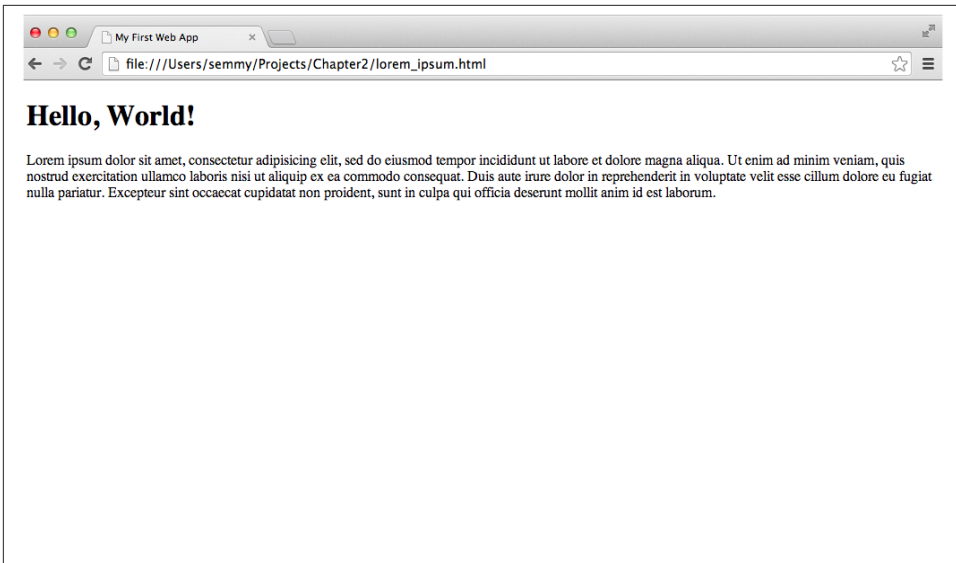 My First Web App
file:///Users/semmy/Projects/Chapter2/lorem_ipsum.html
Hello, World!
Lorem ipsum dolor sit amet, consectetur adipisicing elit, sed do eiusmod tempor incididunt ut labore et dolore magna aliqua. Ut enim ad minim veniam, quis
nostrud exercitation ullamco laboris nisi ut aliquip ex ea commodo consequat. Duis aute irure dolor in reprehenderit in voluptate velit esse cillum dolore eu fugiat
nulla pariatur. Excepteur sint occaecat cupidatat non proident, sunt in culpa qui officia deserunt mollit anim id est laborum.